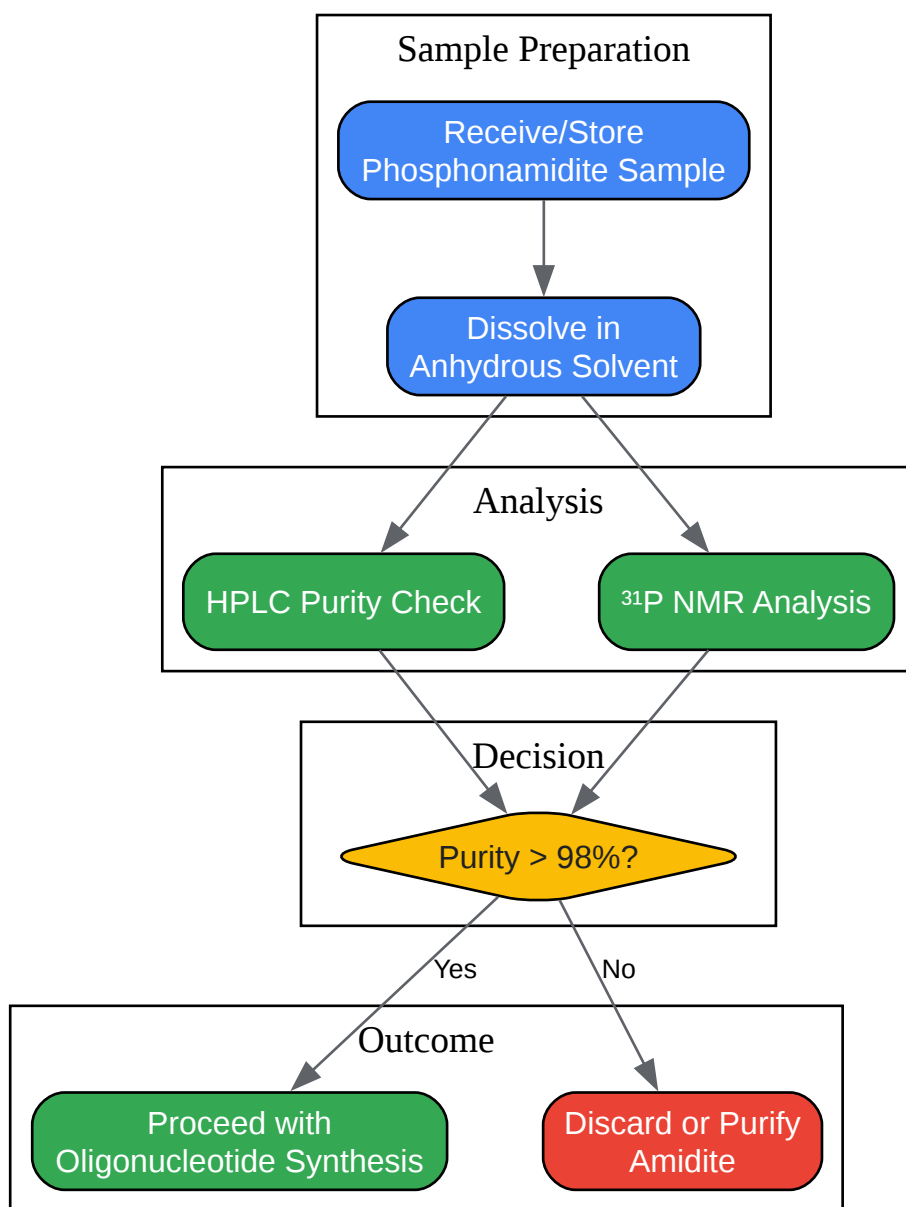 Sample Preparation
Receive/Store
Phosphonamidite Sample
Dissolve in
Anhydrous Solvent
Analysis
HPLC Purity Check
³¹P NMR Analysis
Decision
Purity > 98%?
Yes
No
Outcome
Proceed with
Oligonucleotide Synthesis
Discard or Purify
Amidite